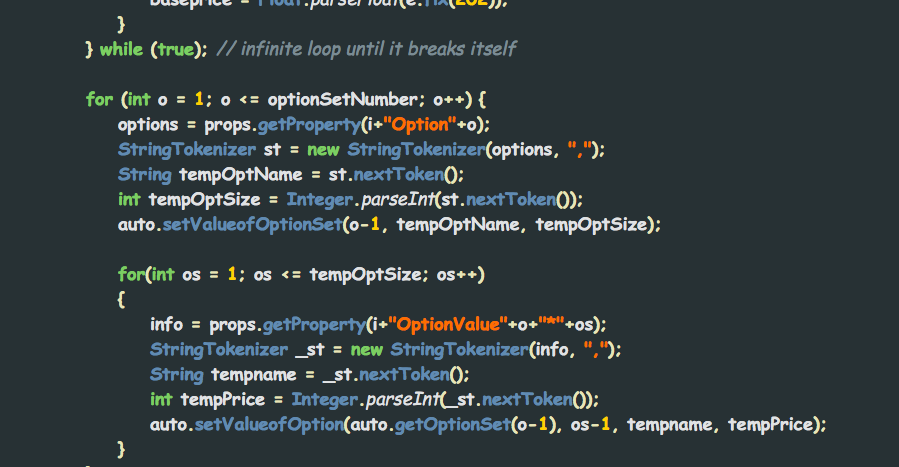 baseprice = Float.parseFloat(e.fix(202));
}
} while (true); // infinite loop until it breaks itself
for (int o = 1; o <= optionSetNumber; o++) {
options = props.getProperty(i+"Option"+o);
StringTokenizer st = new StringTokenizer(options, ",");
String tempOptName = st.nextToken();
int tempOptSize = Integer.parseInt(st.nextToken());
auto.setValueofOptionSet(o-1, tempOptName, tempOptSize);
for(int os = 1; os <= tempOptSize; os++)
{
info = props.getProperty(i+"OptionValue"+o+"*"+os);
StringTokenizer _st = new StringTokenizer(info, ",");
String tempname = _st.nextToken();
int tempPrice = Integer.parseInt(_st.nextToken());
auto.setValueofOption(auto.getOptionSet(o-1), os-1, tempname, tempPrice);
}